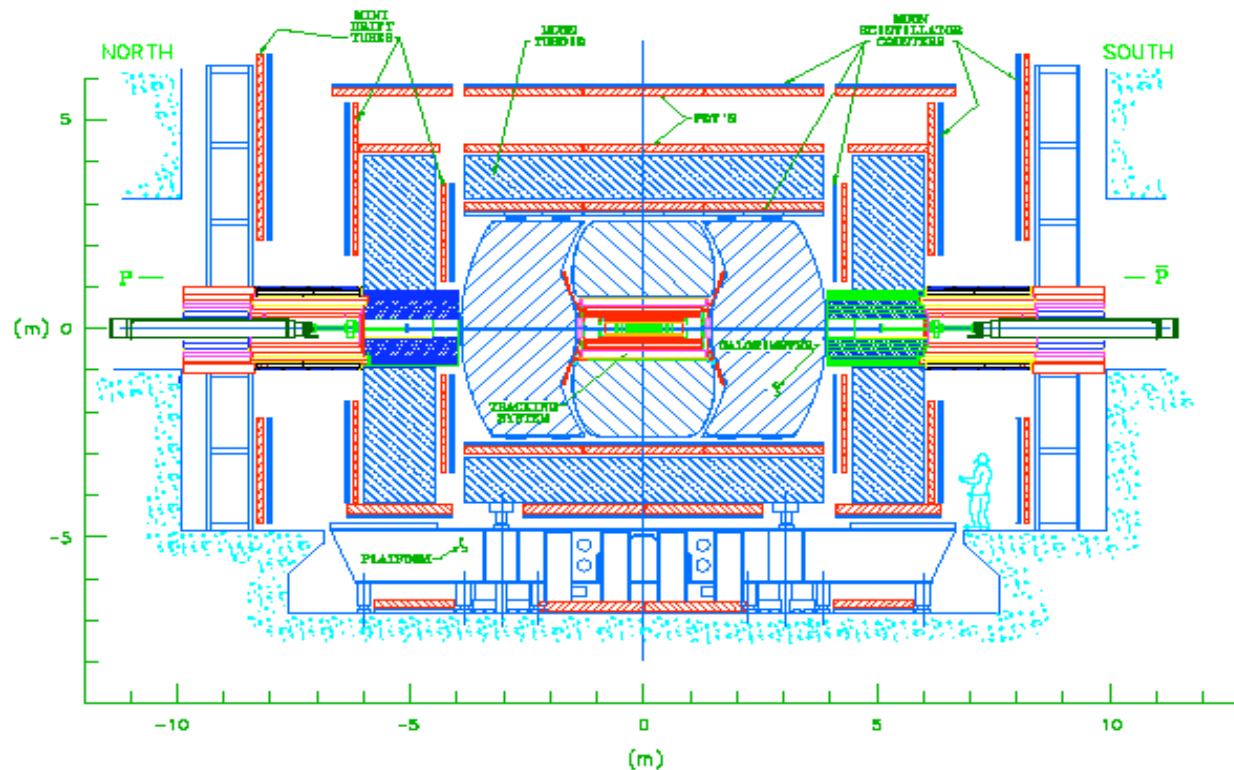 MINI
DRIFT
TUBES
MUON
TOROID
MUON
SCINTILLATOR
COUNTERS
NORTH
SOUTH
5
PDT'S
P
P̅
(m)
0
CALORIMETER
TRACKING
SYSTEM
-5
PLATFORM
-10
-5
0
5
10
(m)